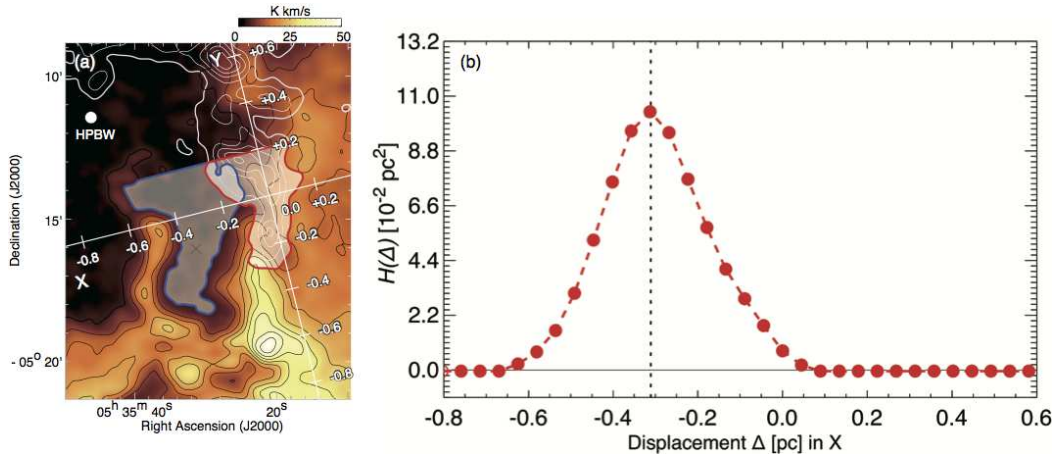 K km/s
0 25 50
(a)
Y
+0.6
10'
+0.4
HPBW
+0.2
+0.2
15'
0.0
-0.2
-0.2
-0.4
-0.6
-0.8
X
-0.4
-0.6
- 05° 20'
-0.8
05h 35m 40s 20s
Right Ascension (J2000)
Declination (J2000)
(b)
13.2
11.0
8.8
6.6
4.4
2.2
0.0
H(Δ) [10-2 pc2]
-0.8 -0.6 -0.4 -0.2 0.0 0.2 0.4 0.6
Displacement Δ [pc] in X